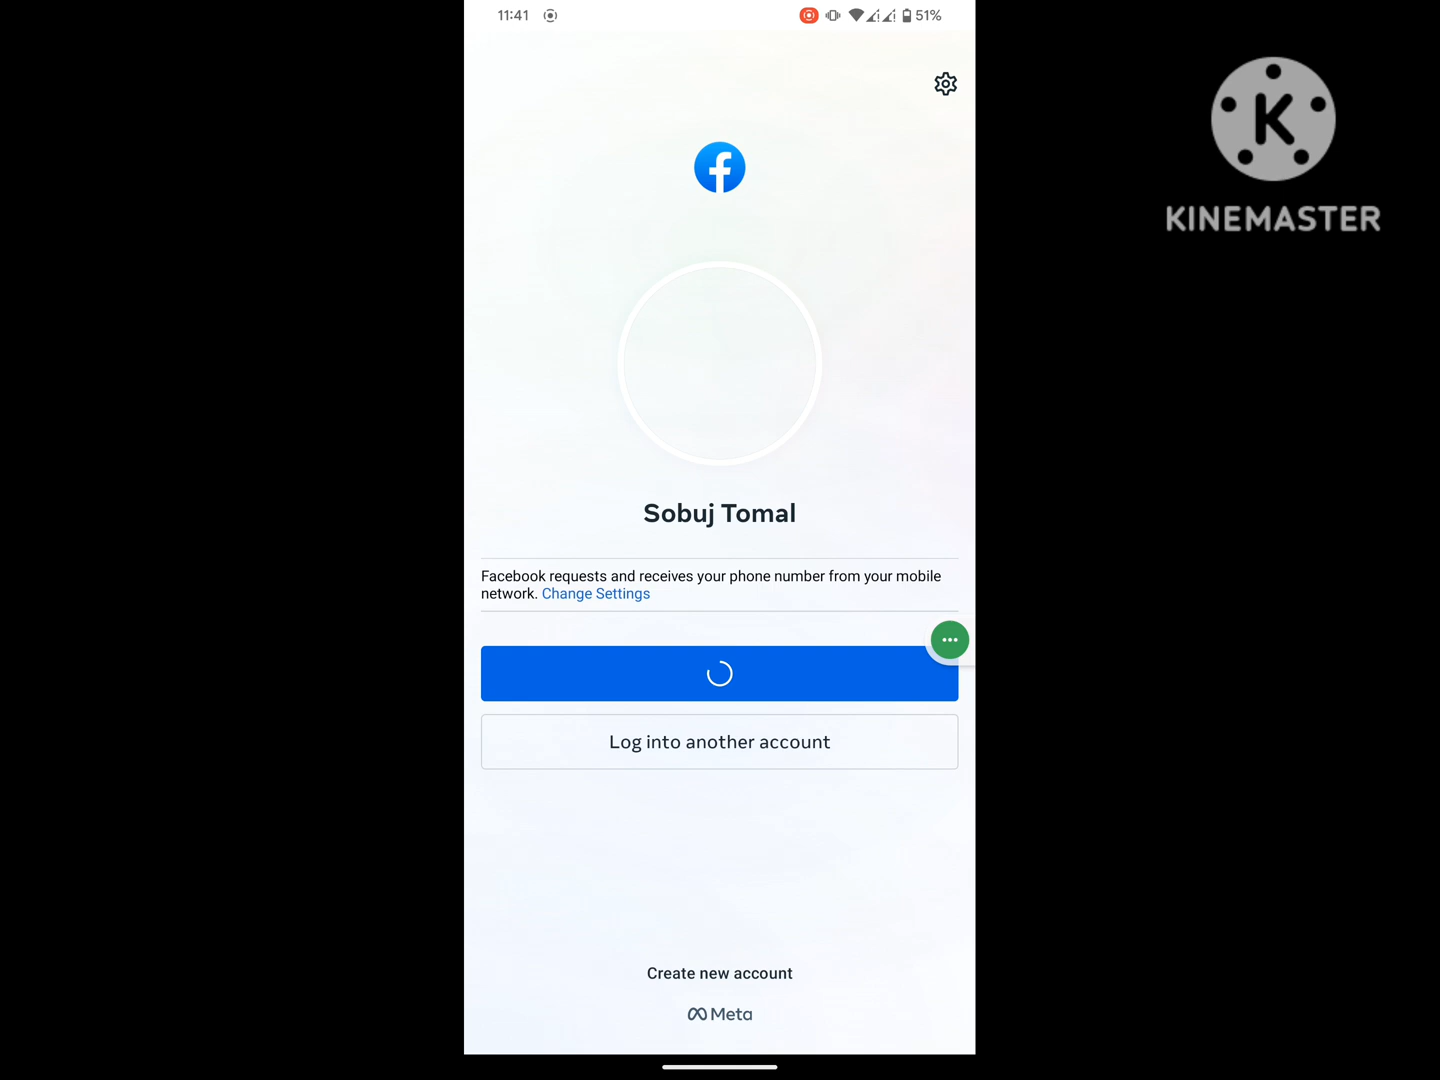 11:41
51%
KINEMASTER
Sobuj Tomal
Facebook requests and receives your phone number from your mobile
network. Change Settings
Log into another account
Create new account
Meta